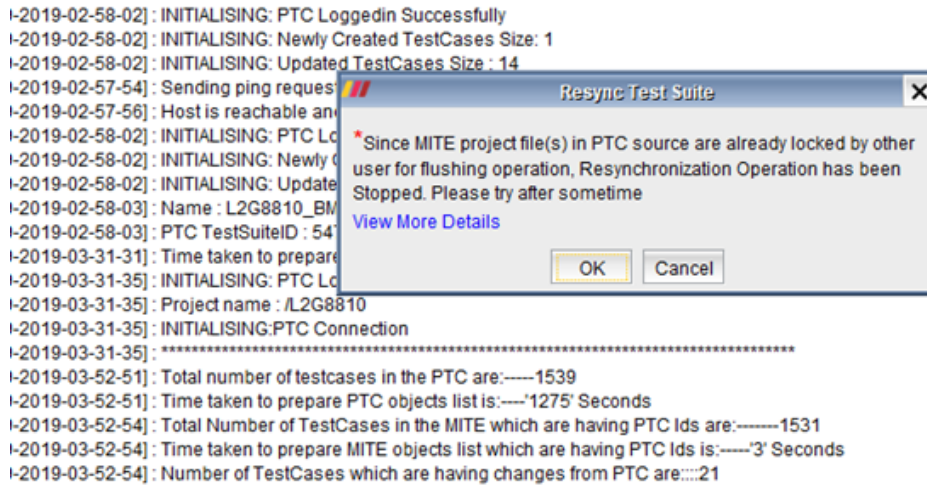 -2019-02-58-02] : INITIALISING: PTC Loggedin Successfully
-2019-02-58-02] : INITIALISING: Newly Created TestCases Size: 1
-2019-02-58-02] : INITIALISING: Updated TestCases Size : 14
-2019-02-57-54] : Sending ping reques
-2019-02-57-56] : Host is reachable an
-2019-02-58-02] : INITIALISING: PTC Lo
-2019-02-58-02] : INITIALISING: Newly
-2019-02-58-02] : INITIALISING: Update
-2019-02-58-03] : Name : L2G8810_BM
-2019-02-58-03] : PTC TestSuiteID : 547
-2019-03-31-31] : Time taken to prepare
-2019-03-31-35] : INITIALISING: PTC Lo
-2019-03-31-35] : Project name : /L2G8810
-2019-03-31-35] : INITIALISING:PTC Connection
-2019-03-31-35] : *************************************************************************************
-2019-03-52-51] : Total number of testcases in the PTC are:-----1539
-2019-03-52-51] : Time taken to prepare PTC objects list is:----'1275' Seconds
-2019-03-52-54] : Total Number of TestCases in the MITE which are having PTC Ids are:-------1531
-2019-03-52-54] : Time taken to prepare MITE objects list which are having PTC Ids is:-----'3' Seconds
-2019-03-52-54] : Number of TestCases which are having changes from PTC are::::21
Resync Test Suite
*Since MITE project file(s) in PTC source are already locked by other
user for flushing operation, Resynchronization Operation has been
Stopped. Please try after sometime
View More Details
OK
Cancel